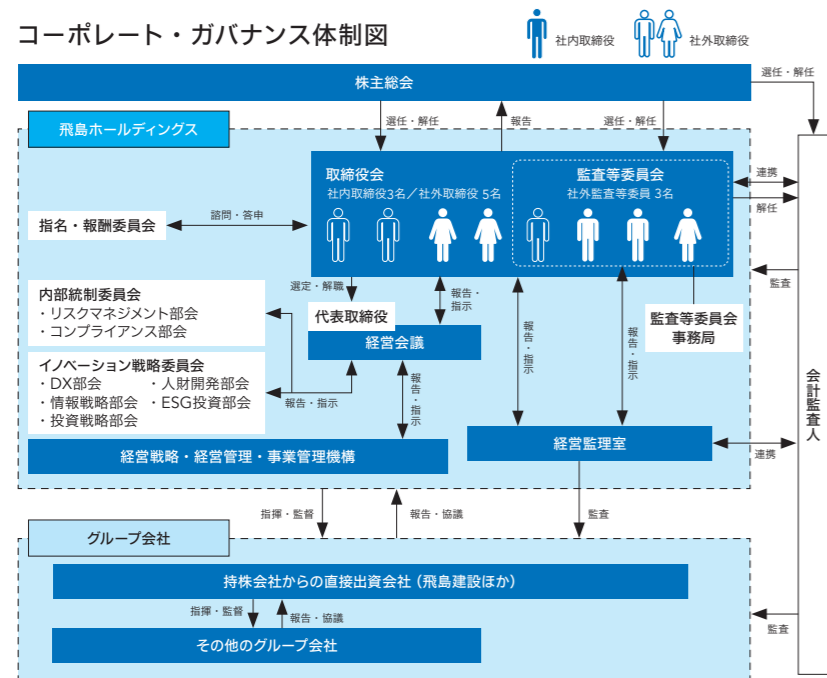 コーポレート・ガバナンス体制図
社内取締役
社外取締役
株主総会
選任・解任
飛島ホールディングス
選任・解任
報告
選任・解任
取締役会
社内取締役3名／社外取締役 5名
監査等委員会
社外監査等委員 3名
連携
解任
指名・報酬委員会
諮問・答申
監査
選定・解職
報告・
指示
内部統制委員会
・リスクマネジメント部会
・コンプライアンス部会
代表取締役
経営会議
報告・指示
報告・指示
監査等委員会
事務局
イノベーション戦略委員会
・DX部会
・人財開発部会
・情報戦略部会
・ESG投資部会
・投資戦略部会
報告・指示
報告・指示
会計監査人
経営戦略・経営管理・事業管理機構
経営監理室
連携
指揮・監督
報告・協議
監査
グループ会社
持株会社からの直接出資会社（飛島建設ほか）
指揮・監督
報告・協議
監査
その他のグループ会社